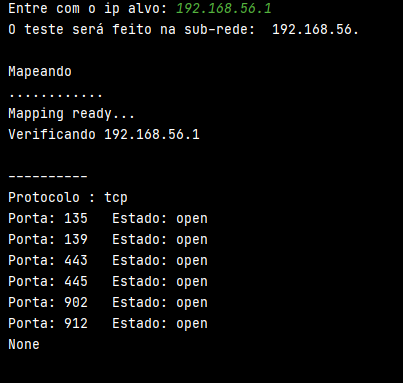 Entre com o ip alvo: 192.168.56.1
O teste será feito na sub-rede:  192.168.56.
Mapeando
............
Mapping ready...
Verificando 192.168.56.1
----------
Protocolo : tcp
Porta: 135   Estado: open
Porta: 139   Estado: open
Porta: 443   Estado: open
Porta: 445   Estado: open
Porta: 902   Estado: open
Porta: 912   Estado: open
None